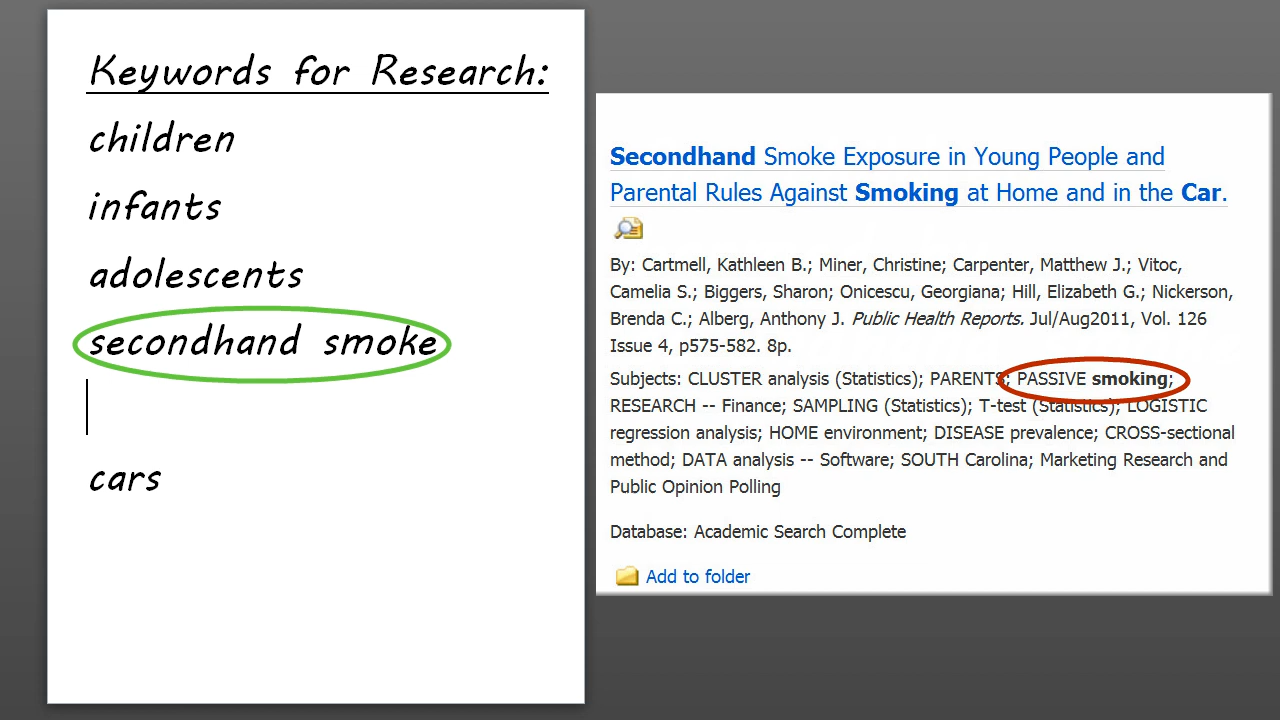 Keywords for Research:
children
infants
adolescents
secondhand smoke
cars
Secondhand Smoke Exposure in Young People and
Parental Rules Against Smoking at Home and in the Car.
By: Cartmell, Kathleen B.; Miner, Christine; Carpenter, Matthew J.; Vitoc,
Camelia S.; Biggers, Sharon; Onicescu, Georgiana; Hill, Elizabeth G.; Nickerson,
Brenda C.; Alberg, Anthony J. Public Health Reports. Jul/Aug2011, Vol. 126
Issue 4, p575-582. 8p.
Subjects: CLUSTER analysis (Statistics); PARENTS; PASSIVE smoking;
RESEARCH -- Finance; SAMPLING (Statistics); T-test (Statistics); LOGISTIC
regression analysis; HOME environment; DISEASE prevalence; CROSS-sectional
method; DATA analysis -- Software; SOUTH Carolina; Marketing Research and
Public Opinion Polling
Database: Academic Search Complete
Add to folder